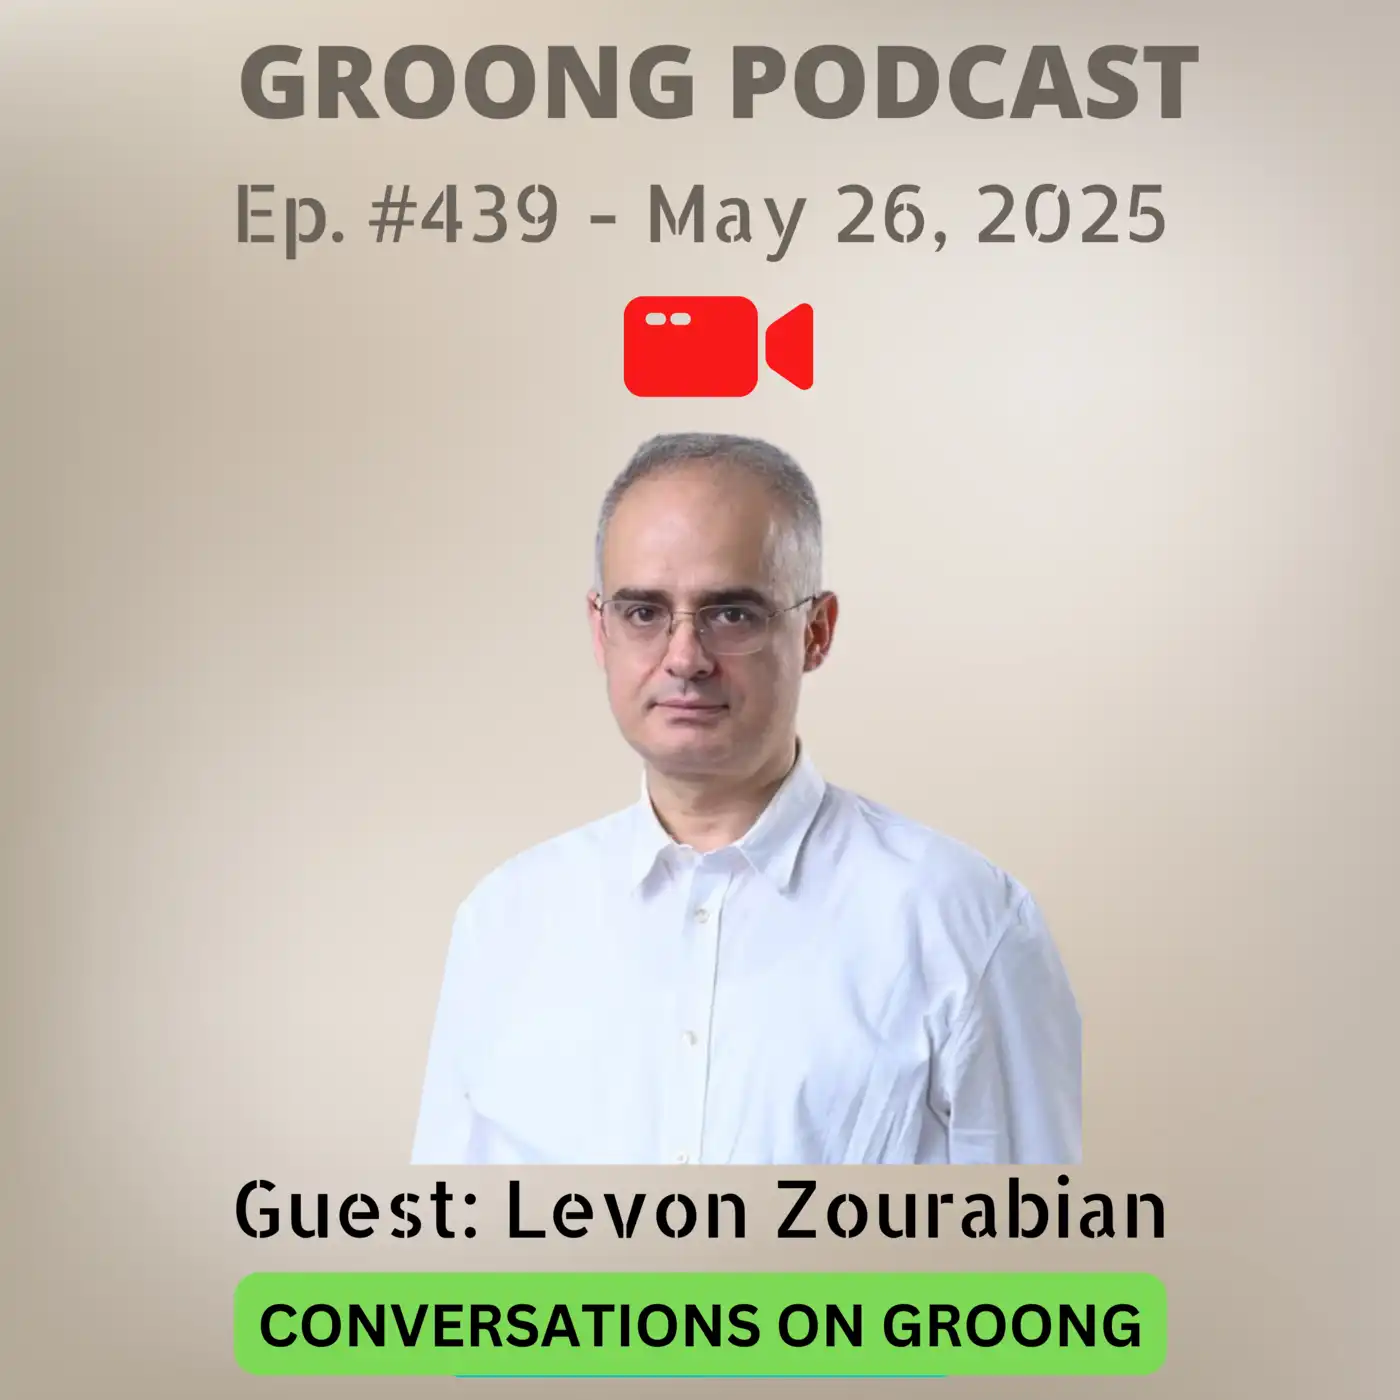 GROONG PODCAST
Ep. #439 - May 26, 2025
Guest: Levon Zourabian
CONVERSATIONS ON GROONG